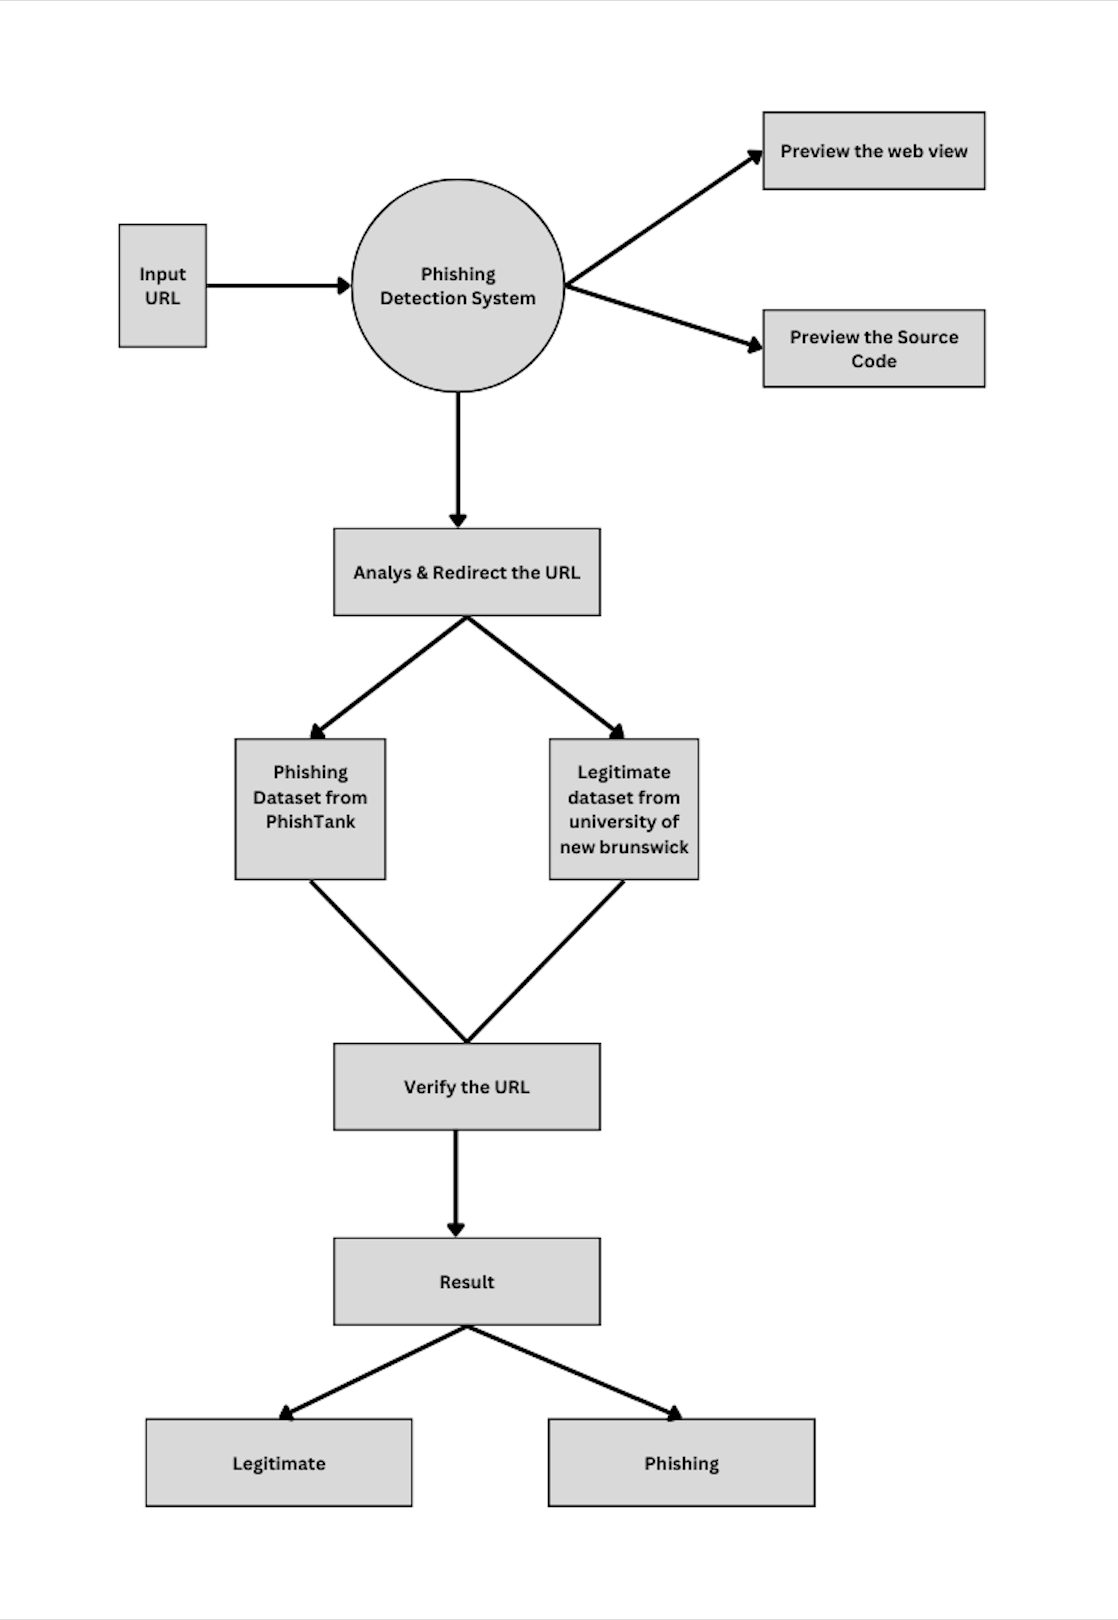 Preview the web view
Input
URL
Phishing
Detection System
Preview the Source
Code
Analys & Redirect the URL
Phishing
Dataset from
PhishTank
Legitimate
dataset from
university of
new brunswick
Verify the URL
Result
Legitimate
Phishing